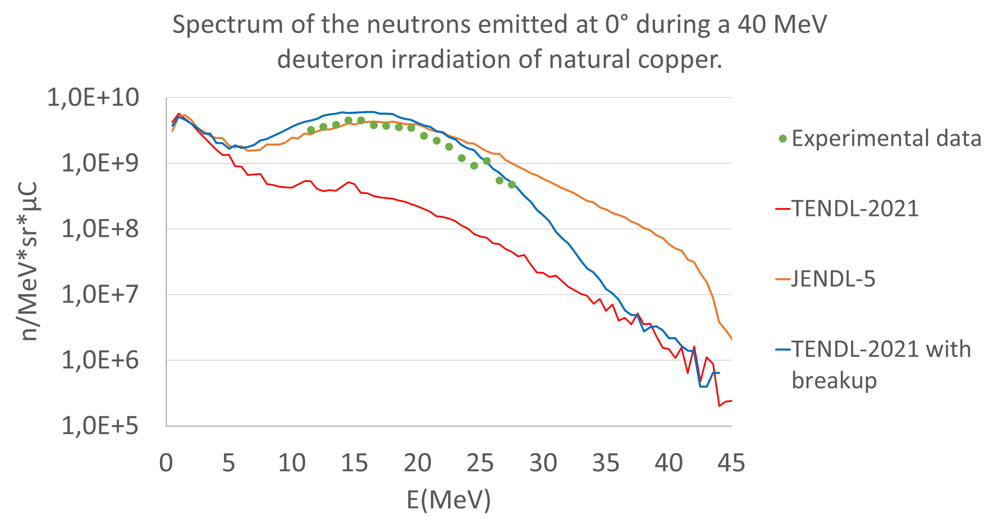 Spectrum of the neutrons emitted at 0° during a 40 MeV
deuteron irradiation of natural copper.
1,0E+10
1,0E+9
1,0E+8
1,0E+7
1,0E+6
1,0E+5
n/MeV*sr*µC
0 5 10 15 20 25 30 35 40 45
E(MeV)
Experimental data
TENDL-2021
JENDL-5
TENDL-2021 with
breakup